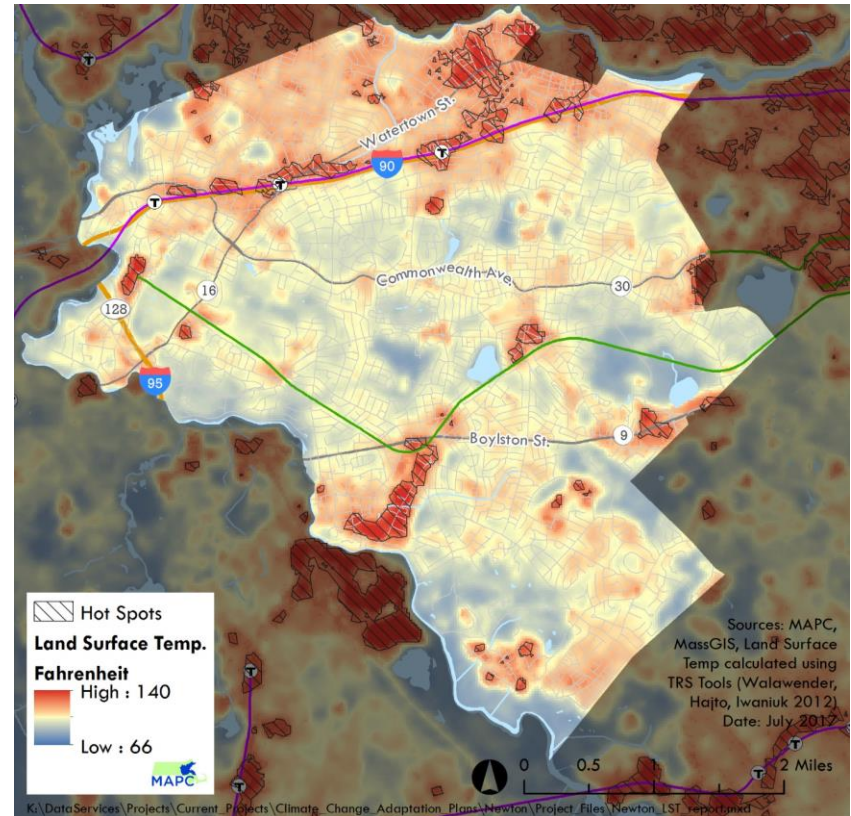 Watertown St.
T
90
T
T
T
Commonwealth Ave.
30
16
128
95
Boylston St.
9
Hot Spots
Land Surface Temp.
Fahrenheit
High : 140
Low : 66
MAPC
T
T
T
T
Sources: MAPC,
MassGIS, Land Surface
Temp calculated using
TRS Tools (Walawender,
Hajto, Iwaniuk 2012)
Date: July 2017
0 0.5 1 2 Miles
K:\DataServices\Projects\Current_Projects\Climate_Change_Adaptation_Plans\Newton\Project_Files\Newton_LST_report.mxd